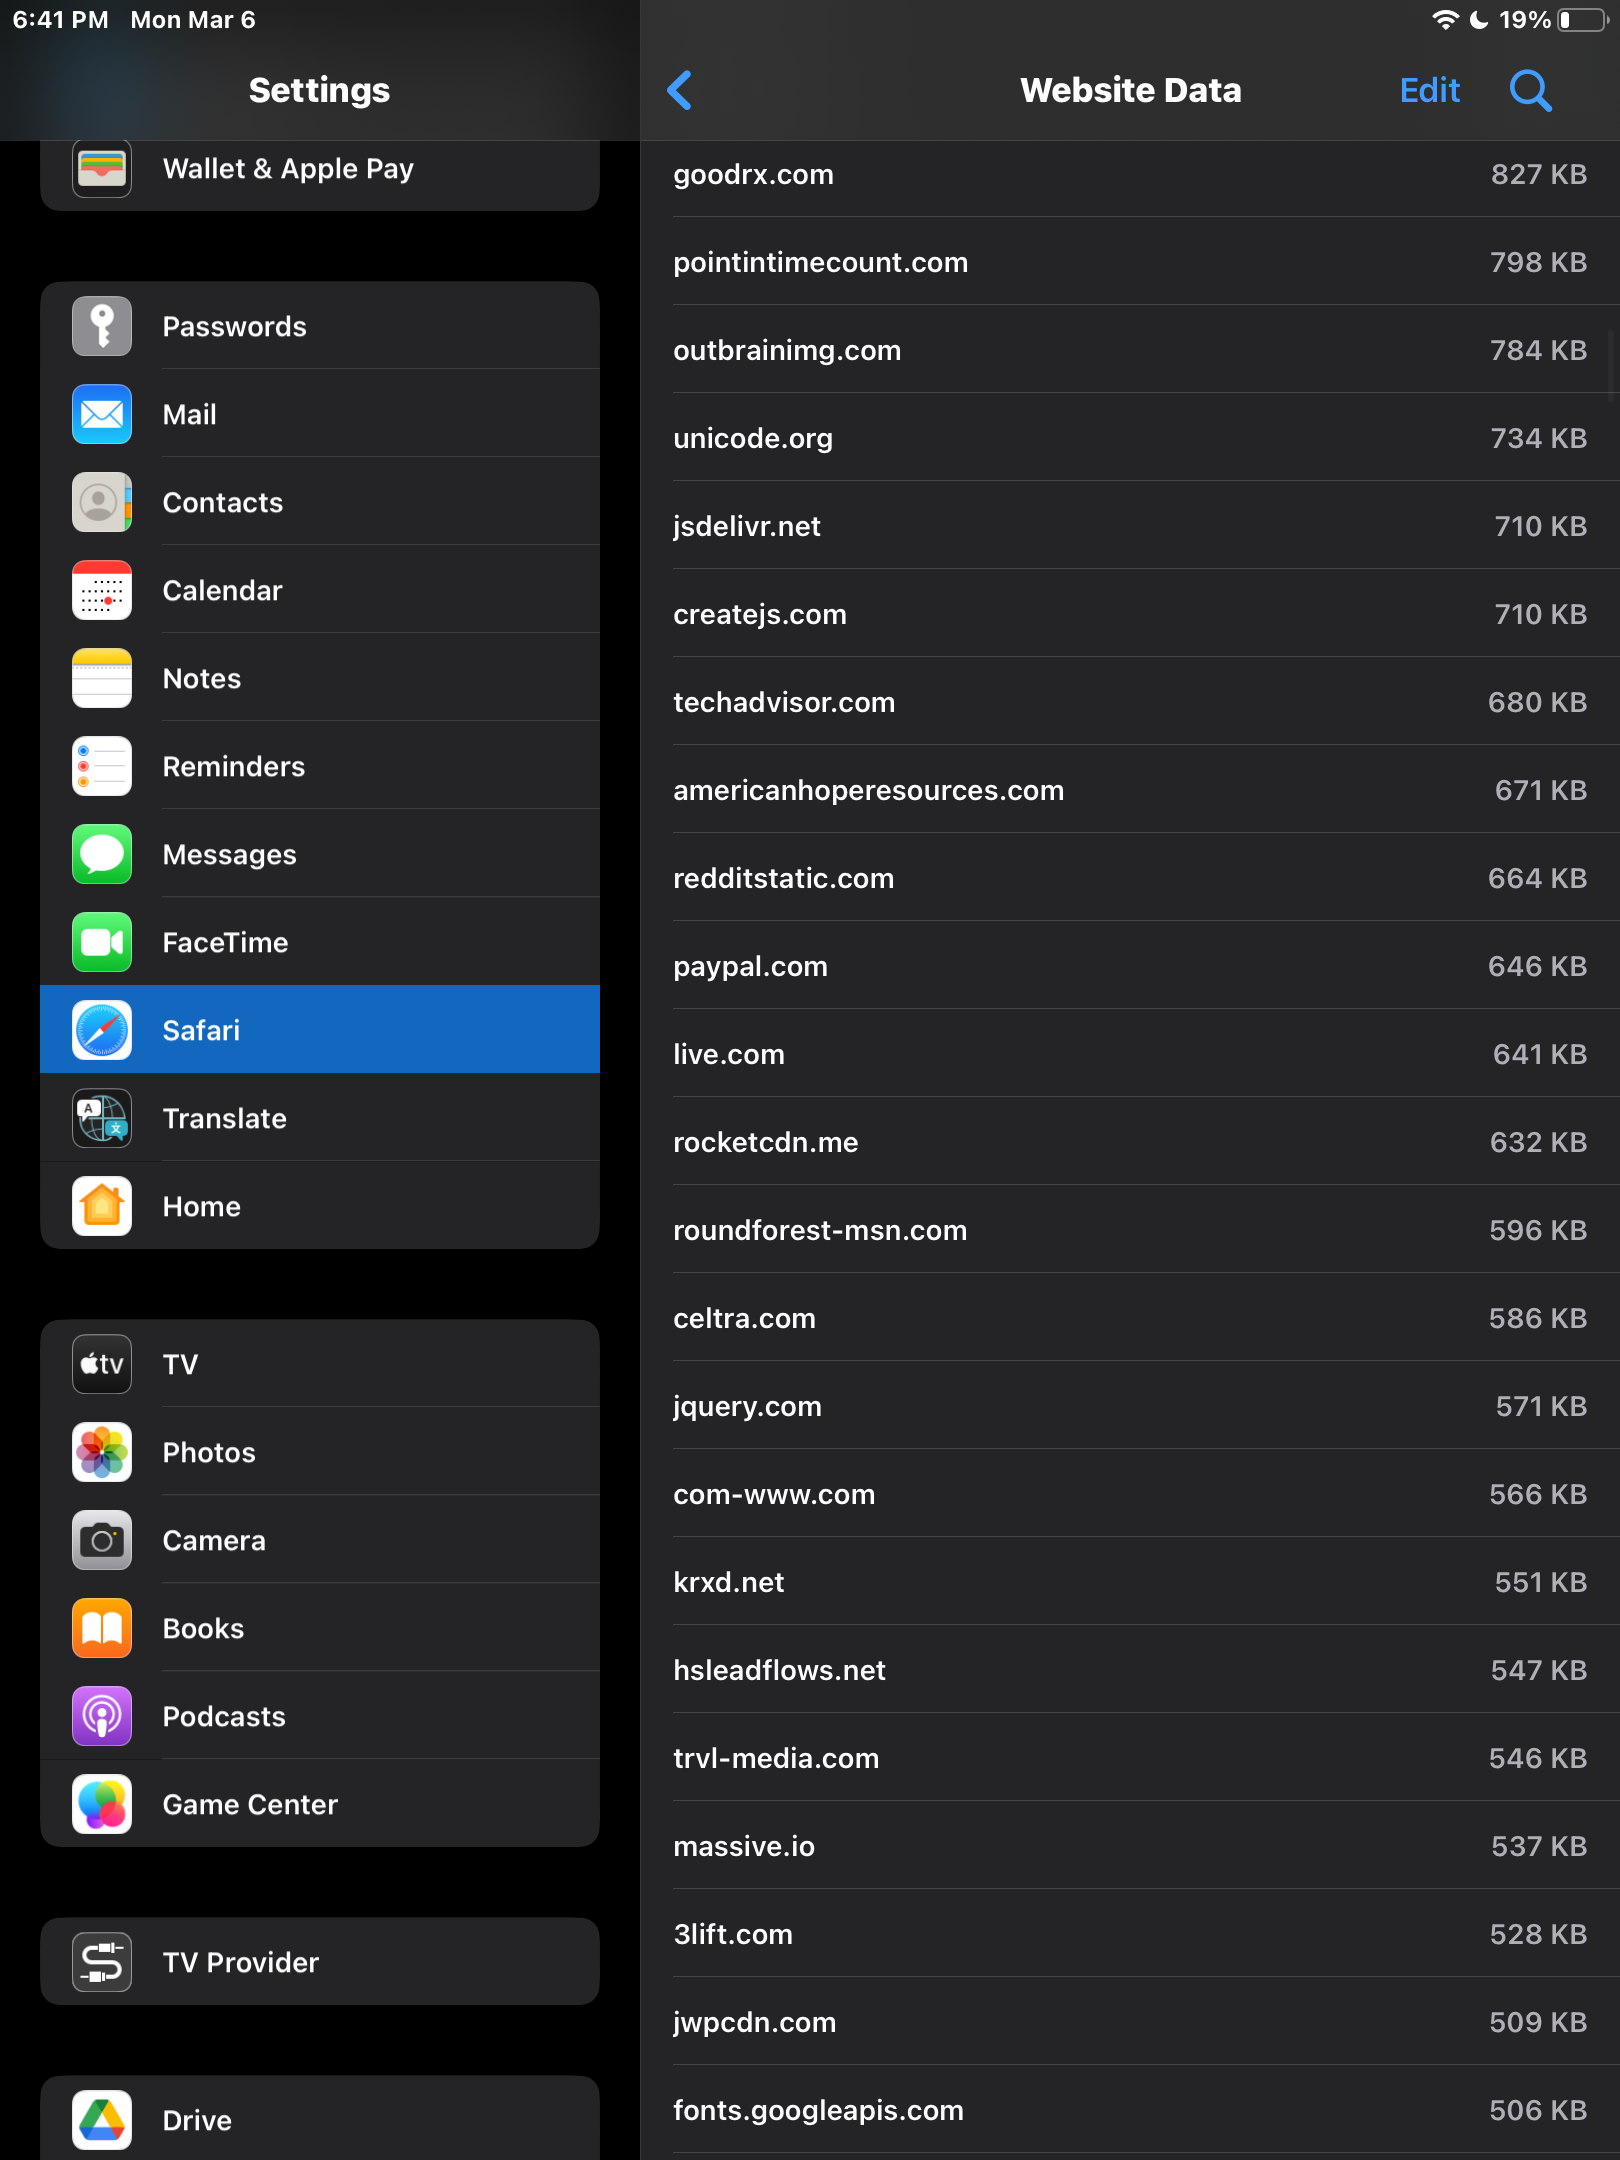 6:41 PM Mon Mar 6
19%
Settings
Wallet & Apple Pay
Passwords
Mail
Contacts
Calendar
Notes
Reminders
Messages
FaceTime
Safari
A
文
Translate
Home
tv
TV
Photos
Camera
Books
Podcasts
Game Center
TV Provider
Drive
Website Data
Edit
goodrx.com 827 KB
pointintimecount.com 798 KB
outbrainimg.com 784 KB
unicode.org 734 KB
jsdelivr.net 710 KB
createjs.com 710 KB
techadvisor.com 680 KB
americanhoperesources.com 671 KB
redditstatic.com 664 KB
paypal.com 646 KB
live.com 641 KB
rocketcdn.me 632 KB
roundforest-msn.com 596 KB
celtra.com 586 KB
jquery.com 571 KB
com-www.com 566 KB
krxd.net 551 KB
hsleadflows.net 547 KB
trvl-media.com 546 KB
massive.io 537 KB
3lift.com 528 KB
jwpcdn.com 509 KB
fonts.googleapis.com 506 KB